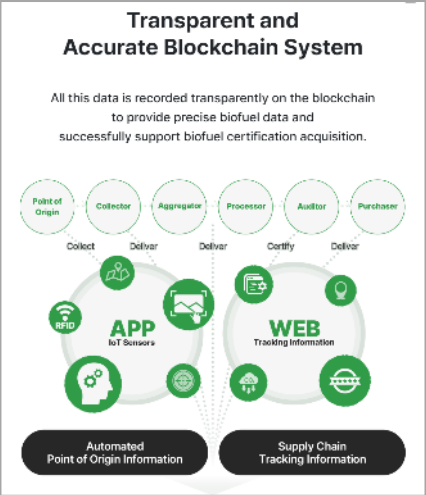 Transparent and
Accurate Blockchain System
All this data is recorded transparently on the blockchain
to provide precise biofuel data and
successfully support biofuel certification acquisition.
Point of
Origin
Collector
Aggregator
Processor
Auditor
Purchaser
Collect
Deliver
Deliver
Certify
Deliver
RFID
APP
IoT Sensors
WEB
Tracking Information
CO₂
Automated
Point of Origin Information
Supply Chain
Tracking Information